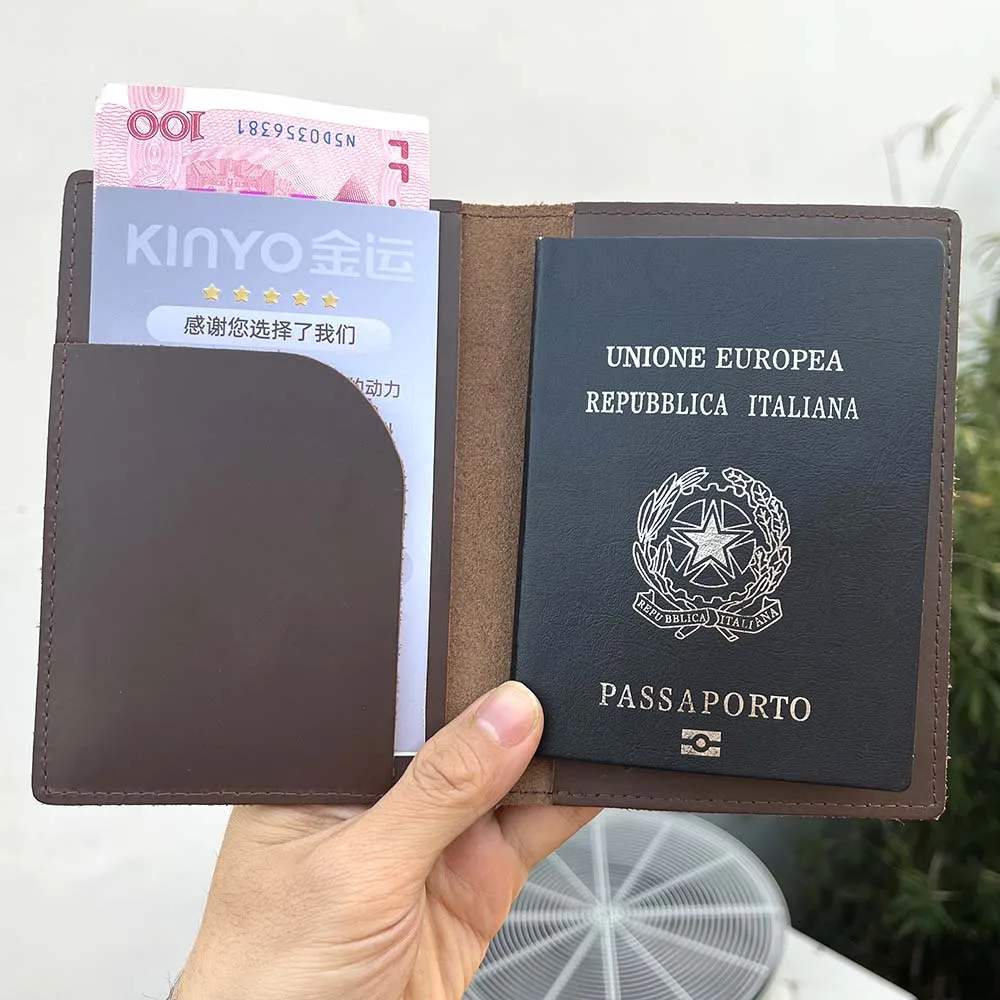 100 N5D0356381
KINYO 金运
感谢您选择了我们
动力
UNIONE EUROPEA
REPUBBLICA ITALIANA
REPUBBLICA ITALIANA
PASSAPORTO